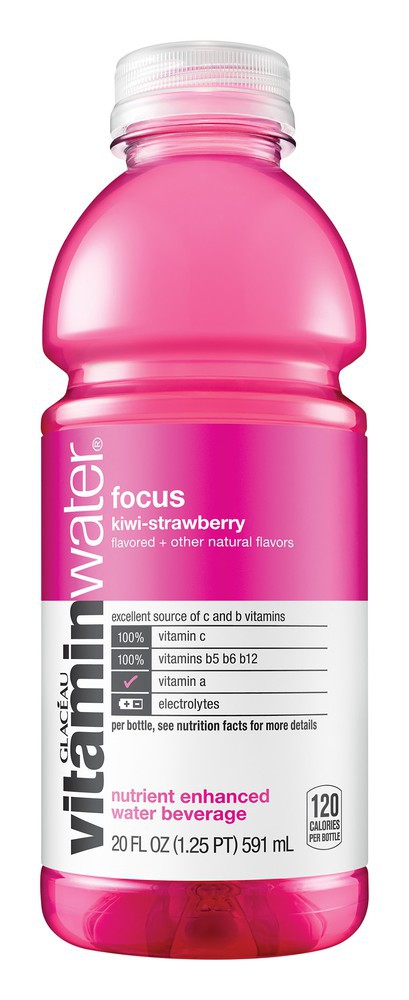 GLACÉAU
vitaminwater®
focus
kiwi-strawberry
flavored + other natural flavors
excellent source of c and b vitamins
100% vitamin c
100% vitamins b5 b6 b12
✓ vitamin a
+ - electrolytes
per bottle, see nutrition facts for more details
nutrient enhanced
water beverage
20 FL OZ (1.25 PT) 591 mL
120
CALORIES
PER BOTTLE